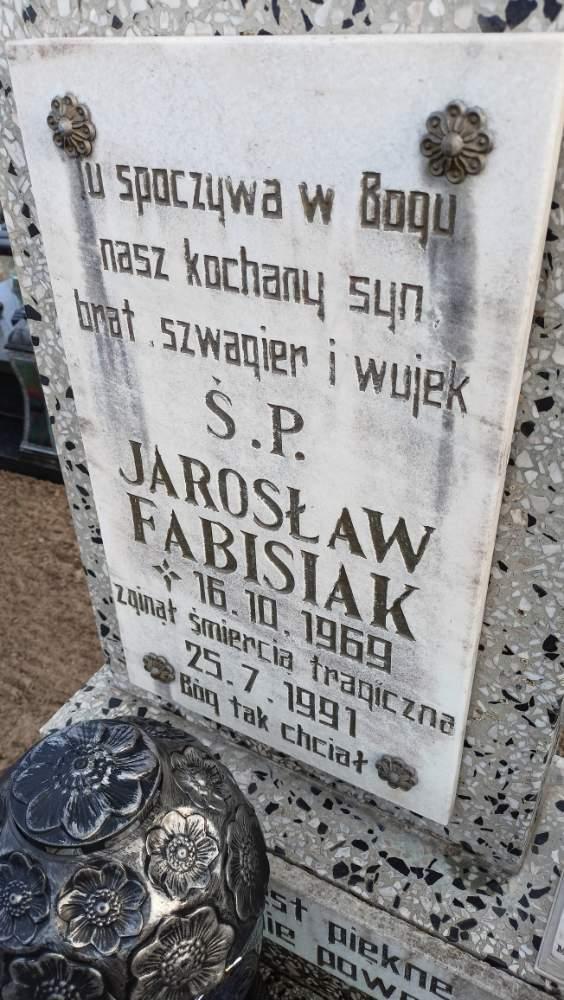 Tu spoczywa w Bogu
nasz kochany syn,
brat, szwagier i wujek
Ś.P.
JAROSŁAW
FABISIAK
16.10.1969
zginął śmiercią tragiczną
25.7.1991
Bóg tak chciał
piękne